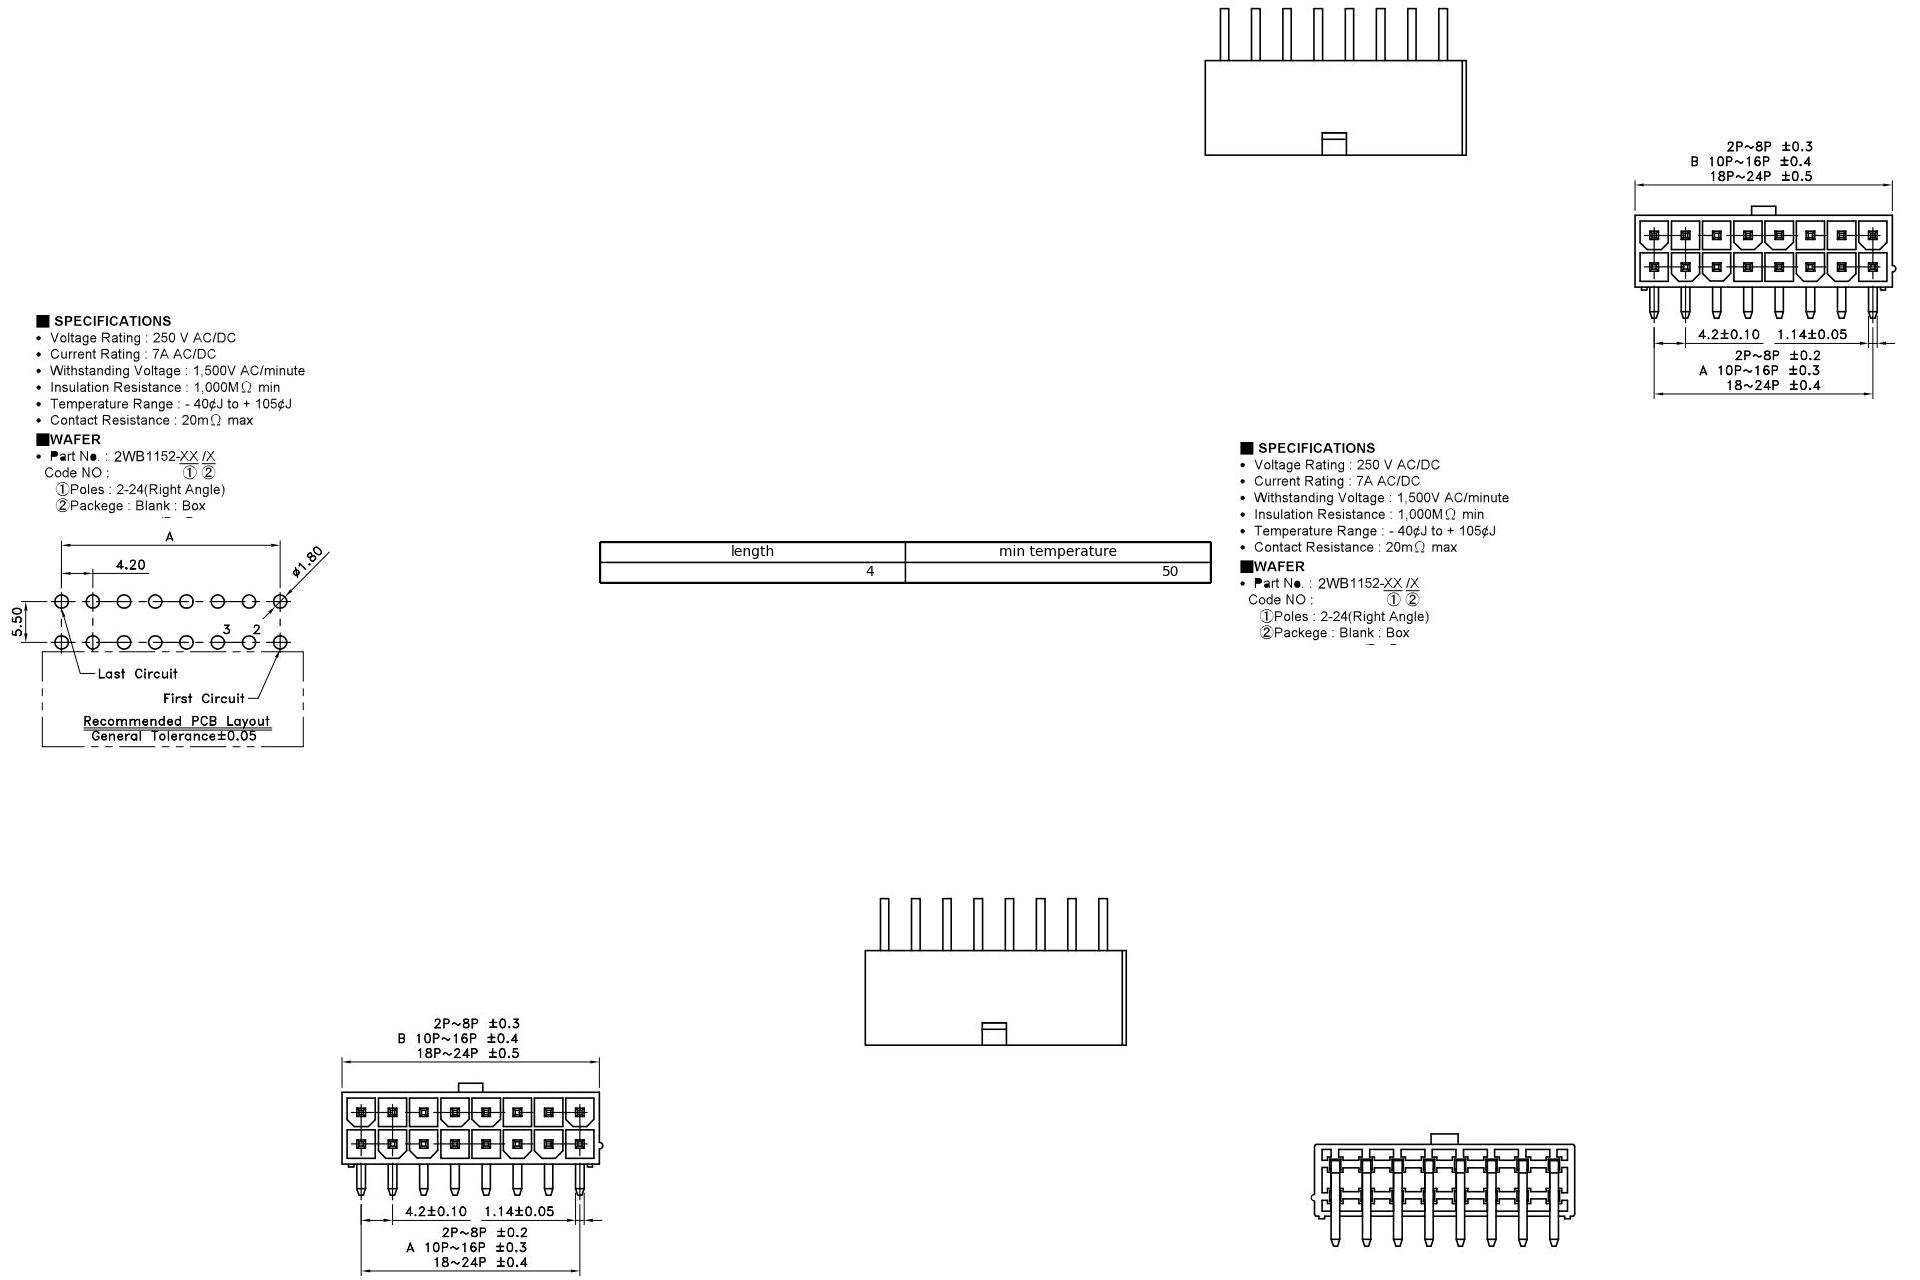 2P~8P ±0.3
B 10P~16P ±0.4
18P~24P ±0.5
4.2±0.10 1.14±0.05
2P~8P ±0.2
A 10P~16P ±0.3
18~24P ±0.4
■ SPECIFICATIONS
• Voltage Rating : 250 V AC/DC
• Current Rating : 7A AC/DC
• Withstanding Voltage : 1,500V AC/minute
• Insulation Resistance : 1,000MΩ min
• Temperature Range : - 40¢J to + 105¢J
• Contact Resistance : 20mΩ max
■WAFER
• Part No. : 2WB1152-XX /X
Code NO : ① ②
①Poles : 2-24(Right Angle)
②Packege : Blank : Box
A
4.20
ø1.80
5.50
3 2
Last Circuit
First Circuit
Recommended PCB Layout
General Tolerance±0.05
length min temperature
4 50
■ SPECIFICATIONS
• Voltage Rating : 250 V AC/DC
• Current Rating : 7A AC/DC
• Withstanding Voltage : 1,500V AC/minute
• Insulation Resistance : 1,000MΩ min
• Temperature Range : - 40¢J to + 105¢J
• Contact Resistance : 20mΩ max
■WAFER
• Part No. : 2WB1152-XX /X
Code NO : ① ②
①Poles : 2-24(Right Angle)
②Packege : Blank : Box
2P~8P ±0.3
B 10P~16P ±0.4
18P~24P ±0.5
4.2±0.10 1.14±0.05
2P~8P ±0.2
A 10P~16P ±0.3
18~24P ±0.4